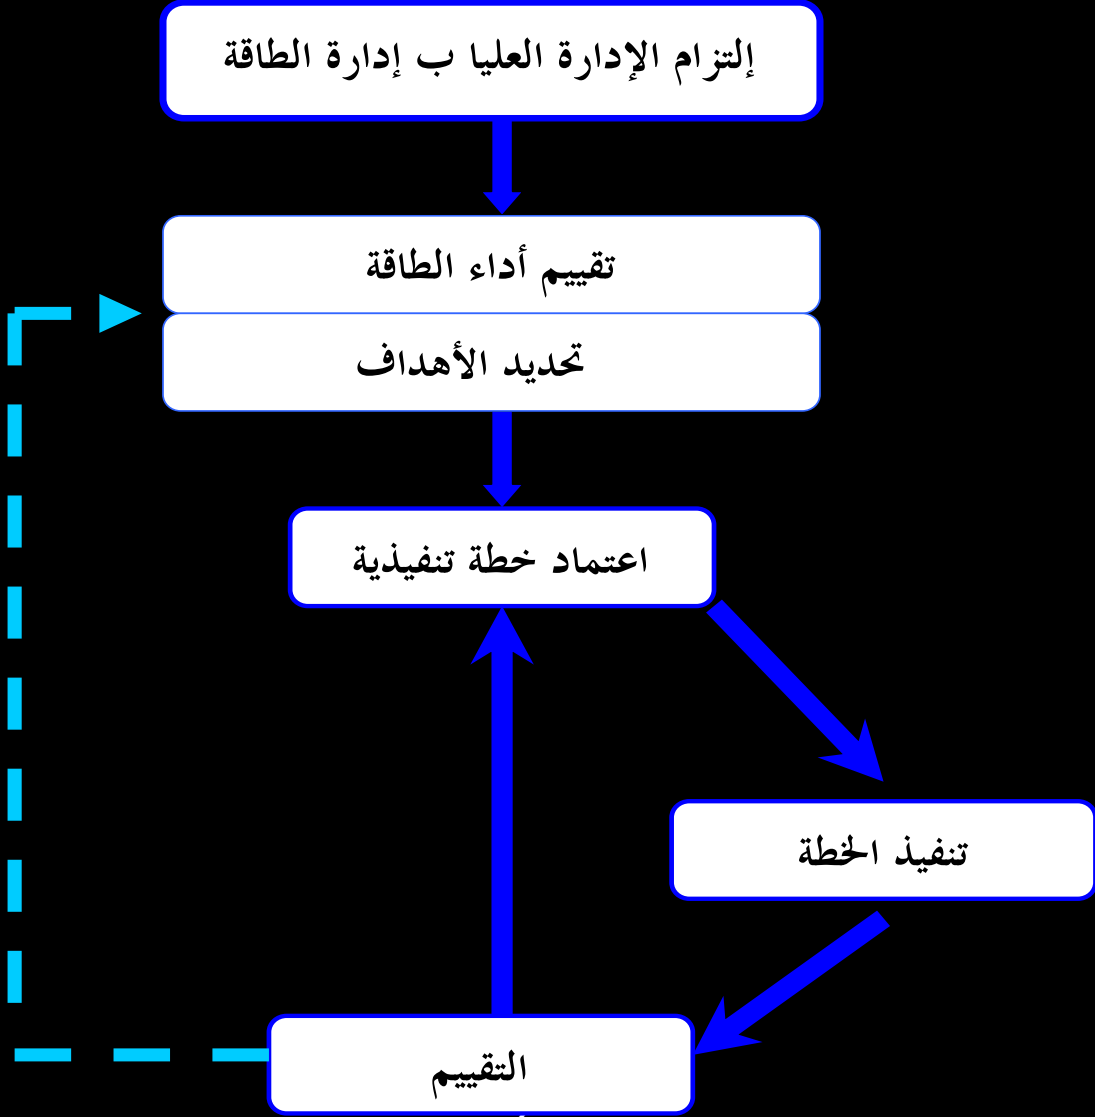 إلتزام الإدارة العليا ب إدارة الطاقة
تقييم أداء الطاقة
تحديد الأهداف
اعتماد خطة تنفيذية
تنفيذ الخطة
التقييم